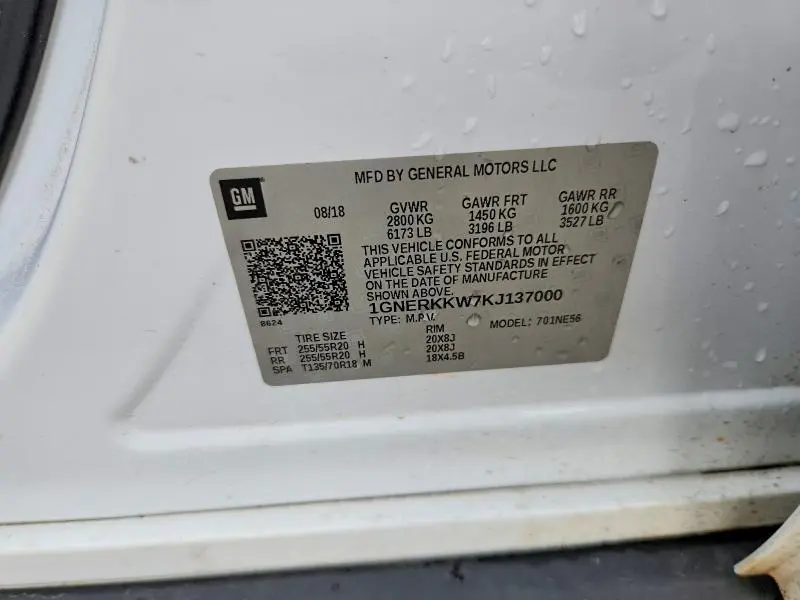 MFD BY GENERAL MOTORS LLC
GM
08/18 GVWR GAWR FRT GAWR RR
2800 KG 1450 KG 1600 KG
6173 LB 3196 LB 3527 LB
THIS VEHICLE CONFORMS TO ALL
APPLICABLE U.S. FEDERAL MOTOR
VEHICLE SAFETY STANDARDS IN EFFECT
ON THE DATE OF MANUFACTURE
SHOWN ABOVE.
1GNERKKW7KJ137000
8624
TYPE: M.P.V. MODEL: 701NE56
TIRE SIZE RIM
FRT 255/55R20 H 20X8J
RR 255/55R20 H 20X8J
SPA T135/70R18 M 18X4.5B